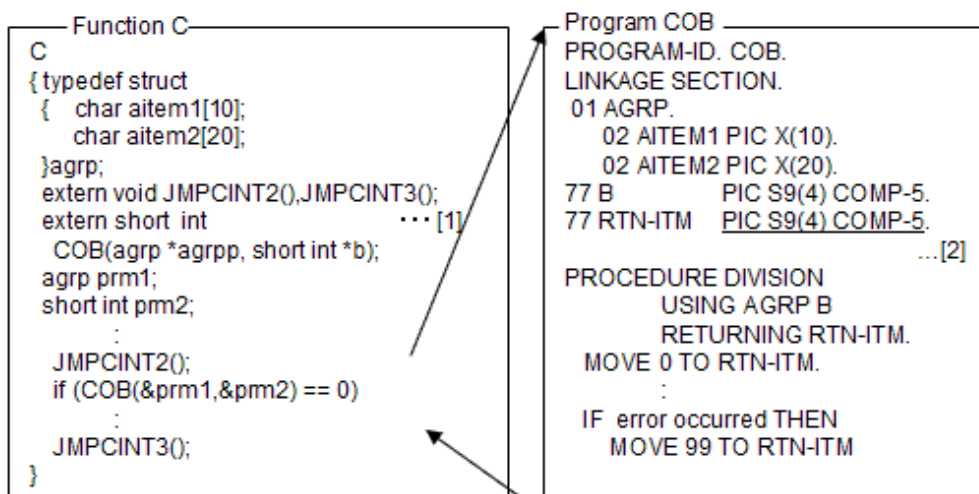 Function C
C
{ typedef struct
{ char aitem1[10];
char aitem2[20];
}agrp;
extern void JMPCINT2(),JMPCINT3();
extern short int ··· [1]
COB(agrp *agrpp, short int *b);
agrp prm1;
short int prm2;
:
JMPCINT2();
if (COB(&prm1,&prm2) == 0)
:
JMPCINT3();
}
Program COB
PROGRAM-ID. COB.
LINKAGE SECTION.
01 AGRP.
02 AITEM1 PIC X(10).
02 AITEM2 PIC X(20).
77 B PIC S9(4) COMP-5.
77 RTN-ITM PIC S9(4) COMP-5.
...[2]
PROCEDURE DIVISION
USING AGRP B
RETURNING RTN-ITM.
MOVE 0 TO RTN-ITM.
:
IF error occurred THEN
MOVE 99 TO RTN-ITM